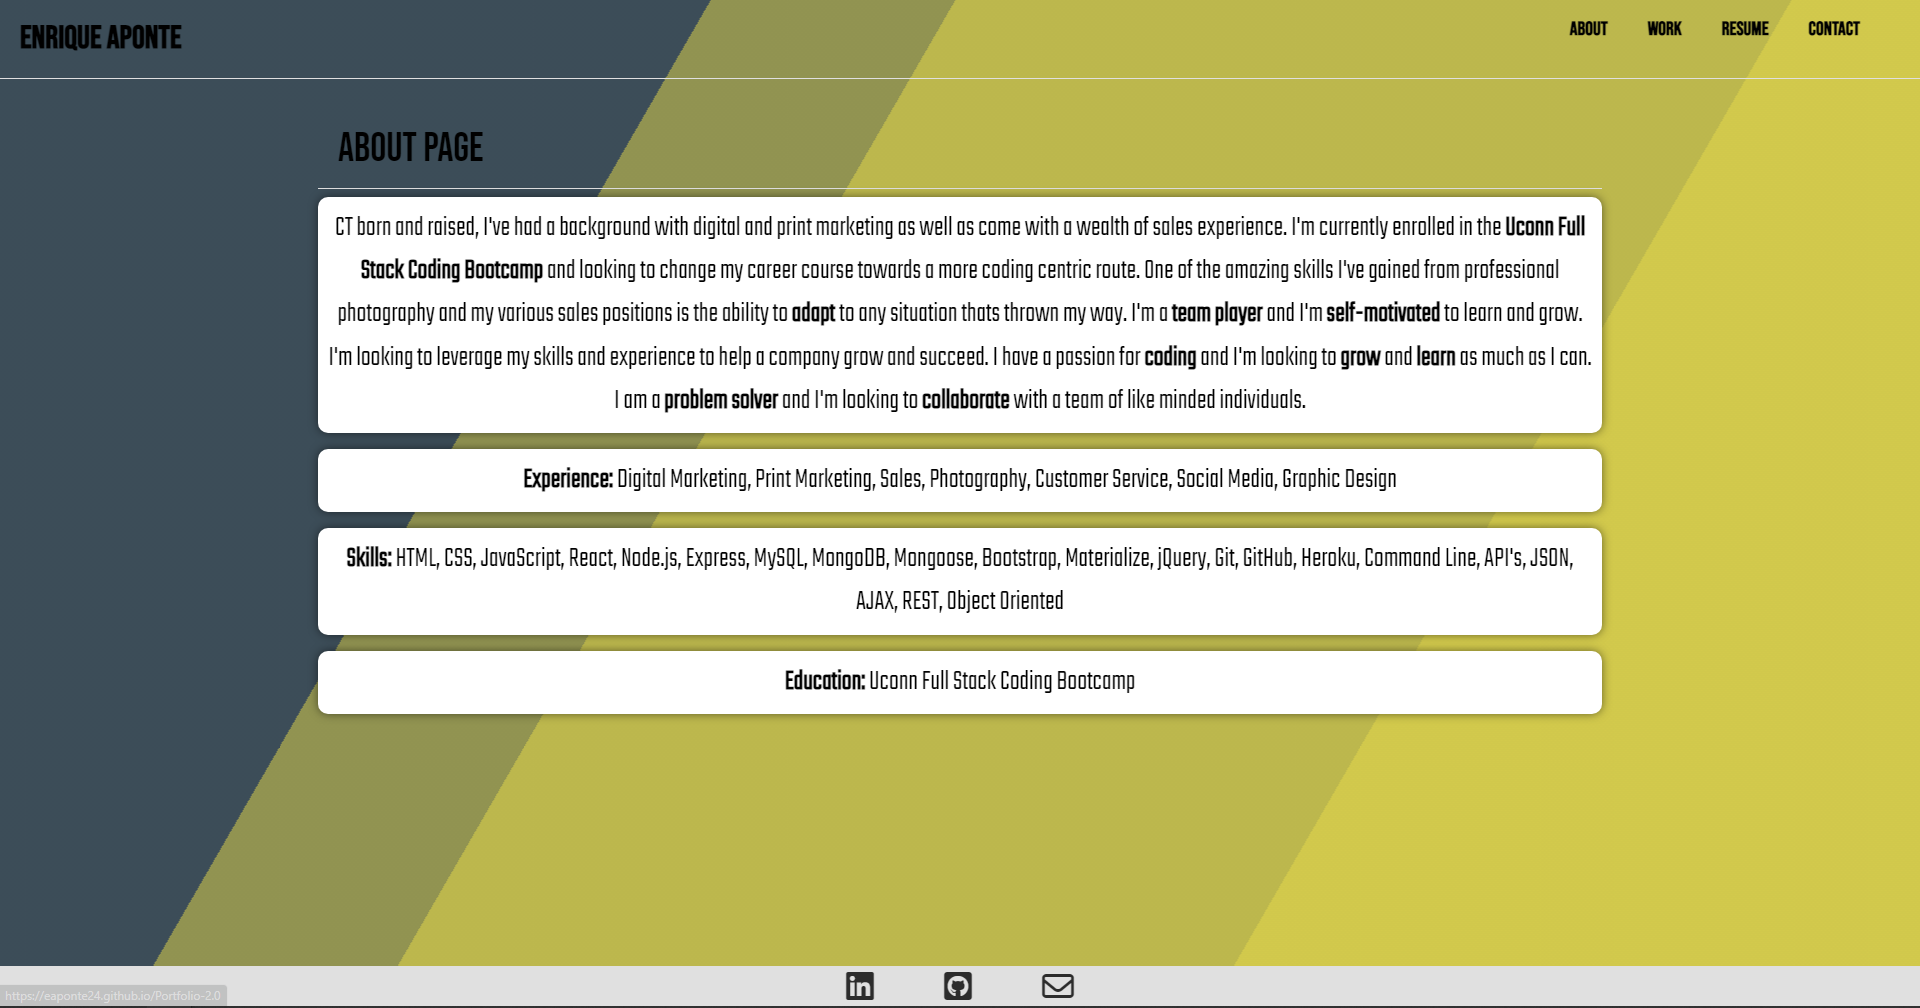 ENRIQUE APONTE
ABOUT WORK RESUME CONTACT
ABOUT PAGE
CT born and raised, I've had a background with digital and print marketing as well as come with a wealth of sales experience. I'm currently enrolled in the Uconn Full
Stack Coding Bootcamp and looking to change my career course towards a more coding centric route. One of the amazing skills I've gained from professional
photography and my various sales positions is the ability to adapt to any situation thats thrown my way. I'm a team player and I'm self-motivated to learn and grow.
I'm looking to leverage my skills and experience to help a company grow and succeed. I have a passion for coding and I'm looking to grow and learn as much as I can.
I am a problem solver and I'm looking to collaborate with a team of like minded individuals.
Experience: Digital Marketing, Print Marketing, Sales, Photography, Customer Service, Social Media, Graphic Design
Skills: HTML, CSS, JavaScript, React, Node.js, Express, MySQL, MongoDB, Mongoose, Bootstrap, Materialize, jQuery, Git, GitHub, Heroku, Command Line, API's, JSON,
AJAX, REST, Object Oriented
Education: Uconn Full Stack Coding Bootcamp
https://eaponte24.github.io/Portfolio-2.0